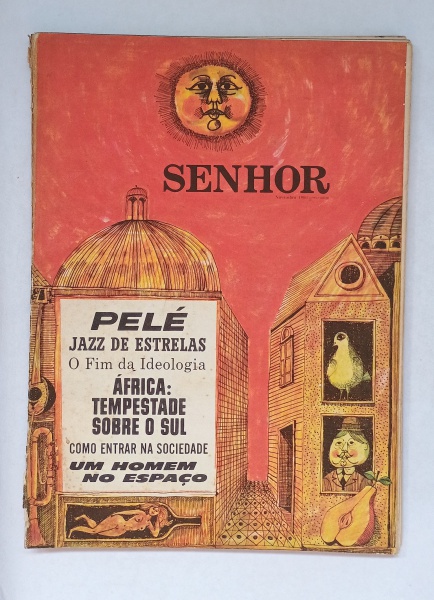 SENHOR
PELÉ
JAZZ DE ESTRELAS
O Fim da Ideologia
ÁFRICA:
TEMPESTADE
SOBRE O SUL
COMO ENTRAR NA SOCIEDADE
UM HOMEM
NO ESPAÇO